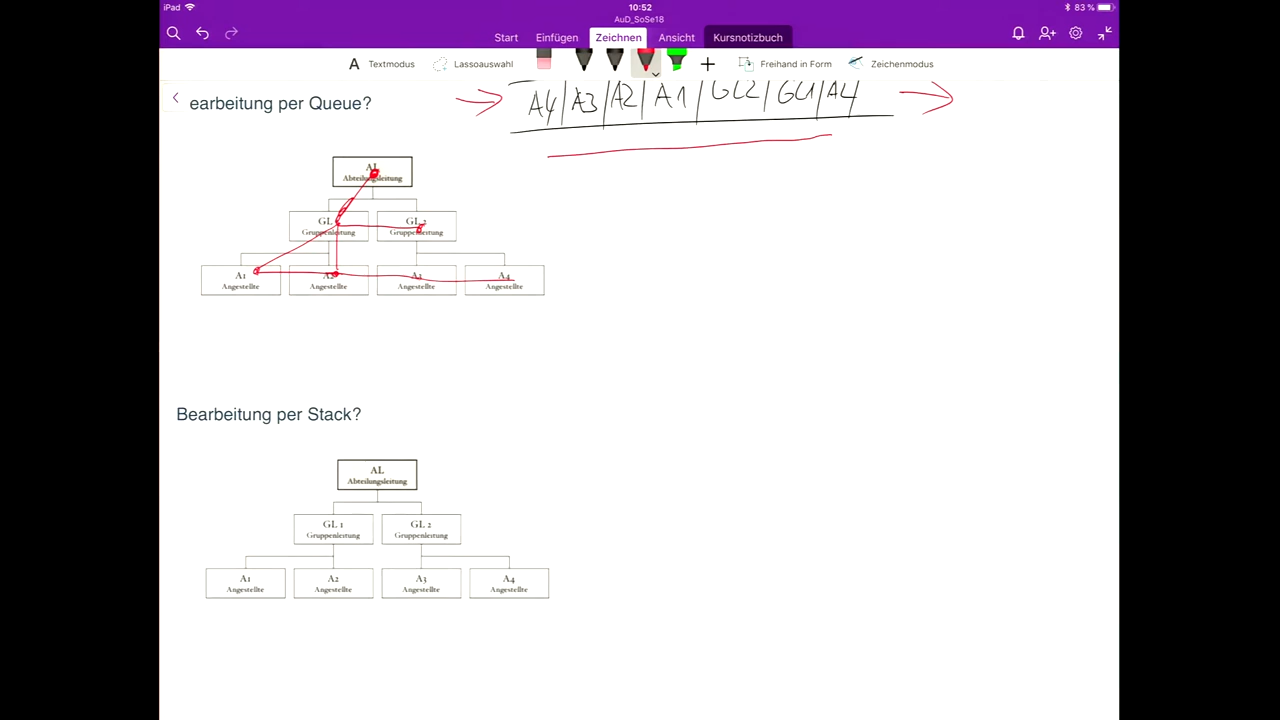 iPad 10:52 83 %
AuD_SoSe18
Start Einfügen Zeichnen Ansicht Kursnotizbuch
A Textmodus Lassoauswahl Freihand in Form Zeichenmodus
earbeitung per Queue?
A4 | A3 | A2 | A1 | GL2 | GL1 | A4
AL
Abteilungsleitung
GL GL 2
Gruppenleitung Gruppenleitung
A1 A2 A3 A4
Angestellte Angestellte Angestellte Angestellte
Bearbeitung per Stack?
AL
Abteilungsleitung
GL 1 GL 2
Gruppenleitung Gruppenleitung
A1 A2 A3 A4
Angestellte Angestellte Angestellte Angestellte